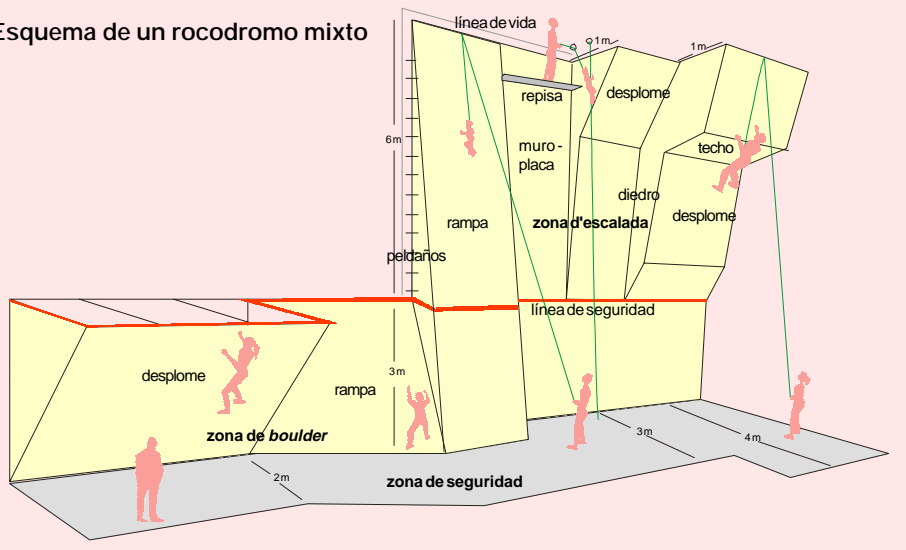 Esquema de un rocodromo mixto
línea de vida
1m
1m
repisa
desplome
6m
muro-
placa
techo
diedro
desplome
rampa
zona d'escalada
peldaños
línea de seguridad
3m
desplome
rampa
zona de boulder
3m
4m
2m
zona de seguridad